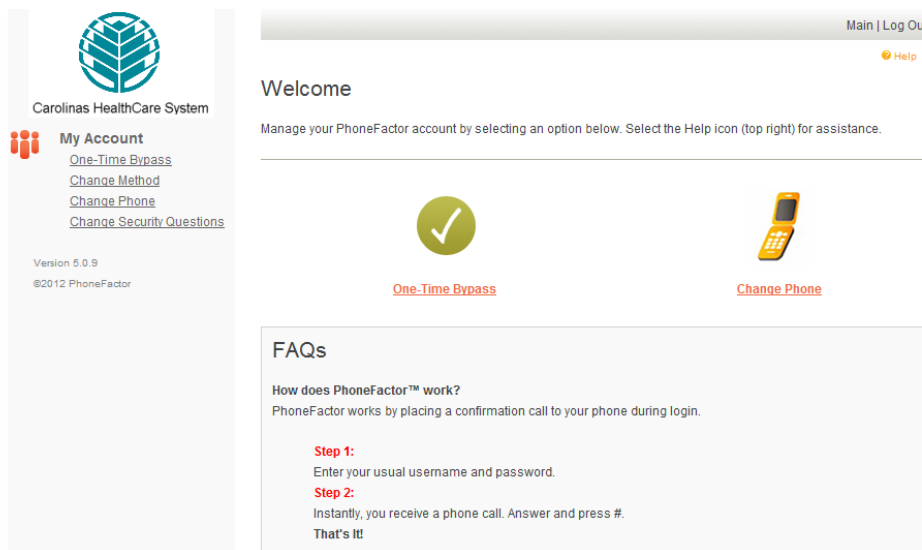 Carolinas HealthCare System
My Account
One-Time Bypass
Change Method
Change Phone
Change Security Questions
Version 5.0.9
©2012 PhoneFactor
Main | Log Ou
Help
Welcome
Manage your PhoneFactor account by selecting an option below. Select the Help icon (top right) for assistance.
One-Time Bypass
Change Phone
FAQs
How does PhoneFactor™ work?
PhoneFactor works by placing a confirmation call to your phone during login.
Step 1:
Enter your usual username and password.
Step 2:
Instantly, you receive a phone call. Answer and press #.
That's It!